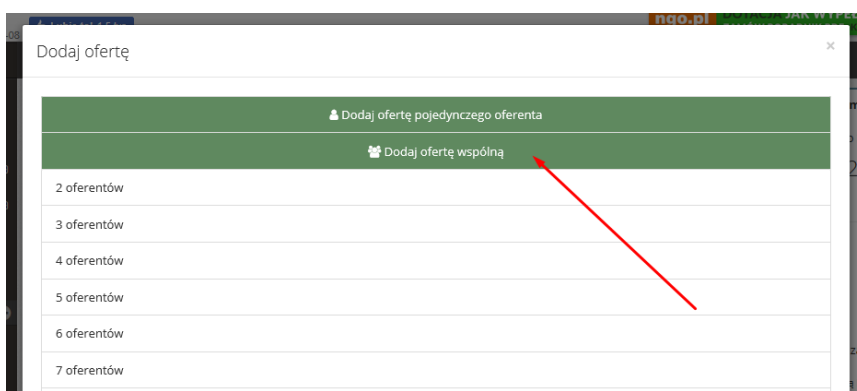 ngo.pl
Dodaj ofertę
×
Dodaj ofertę pojedynczego oferenta
Dodaj ofertę wspólną
2 oferentów
3 oferentów
4 oferentów
5 oferentów
6 oferentów
7 oferentów